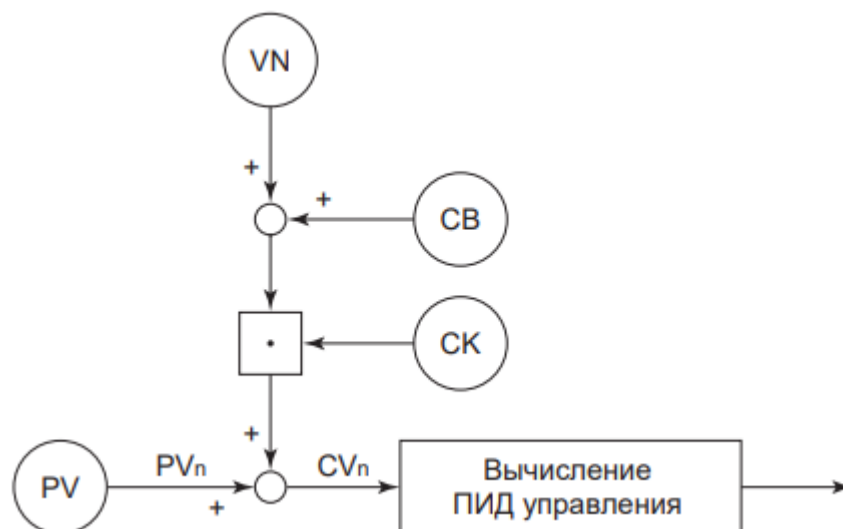 VN
+
+
CB
CK
+
PV
PVn
+
CVn
Вычисление
ПИД управления